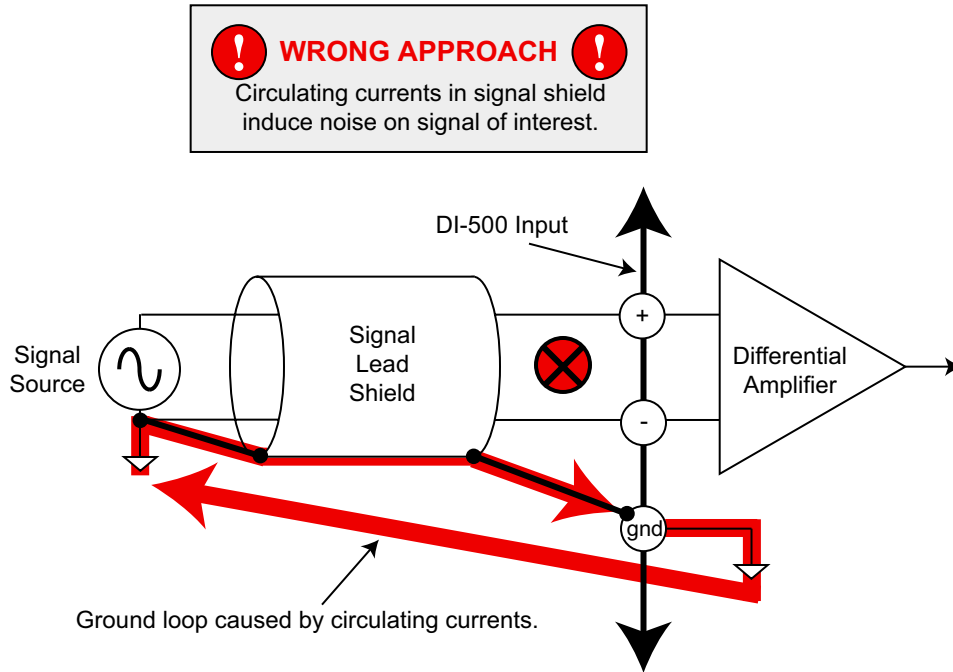 ! WRONG APPROACH !
Circulating currents in signal shield
induce noise on signal of interest.
DI-500 Input
Signal
Source
Signal
Lead
Shield
+
-
Differential
Amplifier
gnd
Ground loop caused by circulating currents.